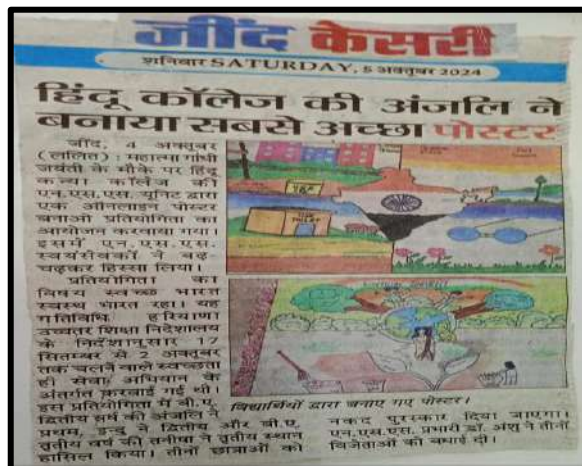 जींद केसरी
शनिवार SATURDAY, 5 अक्तूबर 2024
हिंदू कॉलेज की अंजलि ने
बनाया सबसे अच्छा पोस्टर
जींद, 4 अक्तूबर
(ललित) : महात्मा गांधी
जयंती के मौके पर हिंदू
कन्या कॉलेज की
एन.एस.एस. यूनिट द्वारा
एक ऑनलाइन पोस्टर
बनाओ प्रतियोगिता का
आयोजन करवाया गया।
इसमें एन.एस.एस.
स्वयंसेवकों ने बढ़-
चढ़कर हिस्सा लिया।
प्रतियोगिता का
विषय स्वच्छ भारत
स्वस्थ भारत रहा। यह
गतिविधि हरियाणा
उच्चतर शिक्षा निदेशालय
के निर्देशानुसार 17
सितम्बर से 2 अक्तूबर
तक चलने वाले स्वच्छता
ही सेवा अभियान के
अंतर्गत करवाई गई थी।
इस प्रतियोगिता में बी.ए.
द्वितीय वर्ष की अंजलि ने
प्रथम, इन्दु ने द्वितीय और बी.ए.
तृतीय वर्ष की तनीषा ने तृतीय स्थान
हासिल किया। तीनों छात्राओं को
विद्यार्थियों द्वारा बनाए गए पोस्टर।
नकद पुरस्कार दिया जाएगा।
एन.एस.एस. प्रभारी डॉ. अंशु ने तीनों
विजेताओं को बधाई दी।